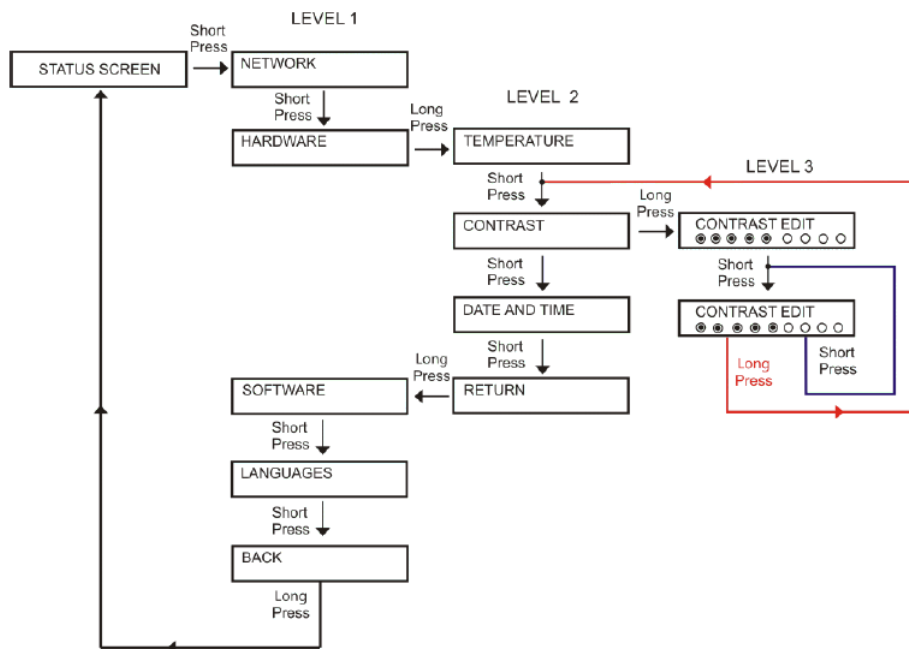 LEVEL 1
Short
Press
STATUS SCREEN
NETWORK
Short
Press
LEVEL 2
Long
Press
HARDWARE
TEMPERATURE
Short
Press
LEVEL 3
Long
Press
CONTRAST
CONTRAST EDIT
Short
Press
Short
Press
DATE AND TIME
CONTRAST EDIT
Short
Press
Long
Press
Long
Press
Short
Press
SOFTWARE
RETURN
Short
Press
LANGUAGES
Short
Press
BACK
Long
Press